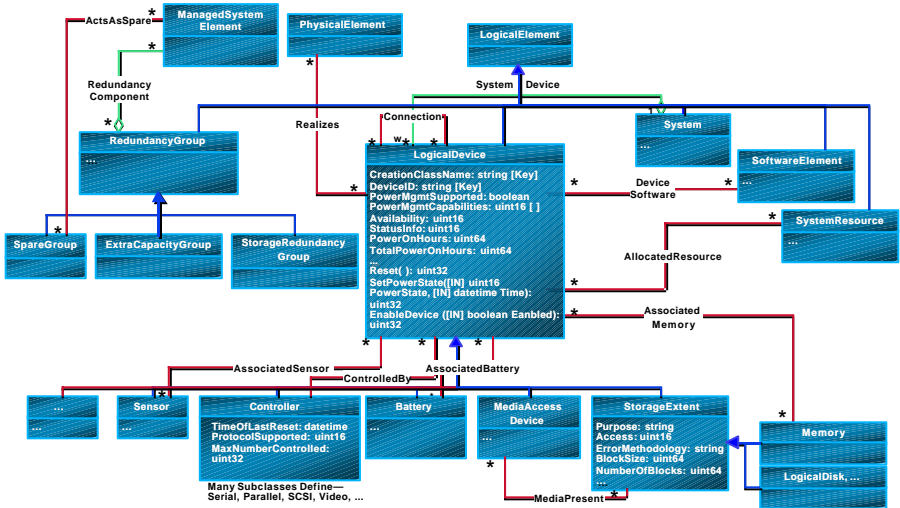 ActsAsSpare
*
ManagedSystem
Element
*
PhysicalElement
*
LogicalElement
Redundancy
Component
*
System
Device
Realizes
Connection
*
w
*
*
1
System
...
RedundancyGroup
...
SoftwareElement
...
LogicalDevice
CreationClassName: string [Key]
DeviceID: string [Key]
PowerMgmtSupported: boolean
PowerMgmtCapabilities: uint16 [ ]
Availability: uint16
StatusInfo: uint16
PowerOnHours: uint64
TotalPowerOnHours: uint64
...
Reset( ): uint32
SetPowerState([IN] uint16
PowerState, [IN] datetime Time):
uint32
EnableDevice ([IN] boolean Eanbled):
uint32
*
*
Device
Software
*
*
SystemResource
...
*
AllocatedResource
*
*
SpareGroup
*
ExtraCapacityGroup
StorageRedundancy
Group
Associated
Memory
*
*
*
*
AssociatedSensor
ControlledBy
AssociatedBattery
...
...
Sensor
*
...
Controller
TimeOfLastReset: datetime
ProtocolSupported: uint16
MaxNumberControlled:
uint32
Many Subclasses Define—
Serial, Parallel, SCSI, Video, ...
Battery
...
MediaAccess
Device
...
*
MediaPresent
*
StorageExtent
Purpose: string
Access: uint16
ErrorMethodology: string
BlockSize: uint64
NumberOfBlocks: uint64
...
*
Memory
LogicalDisk, ...